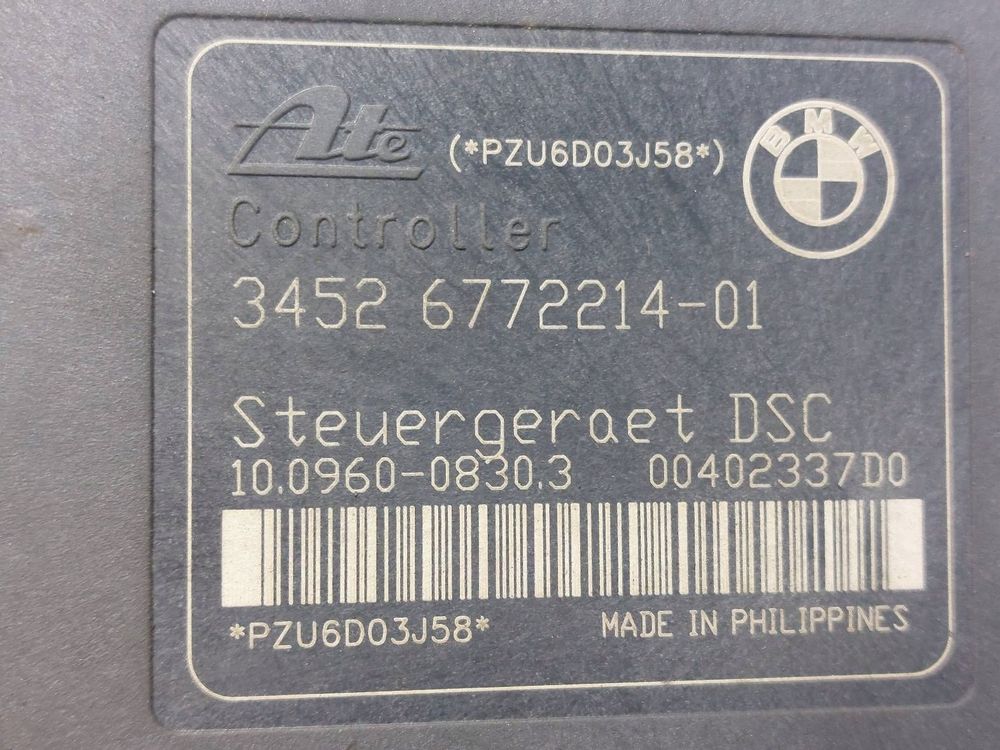 Ate (*PZU6D03J58*) BMW
Controller
3452 6772214-01
Steuergeraet DSC
10.0960-0830.3 00402337D0
*PZU6D03J58* MADE IN PHILIPPINES